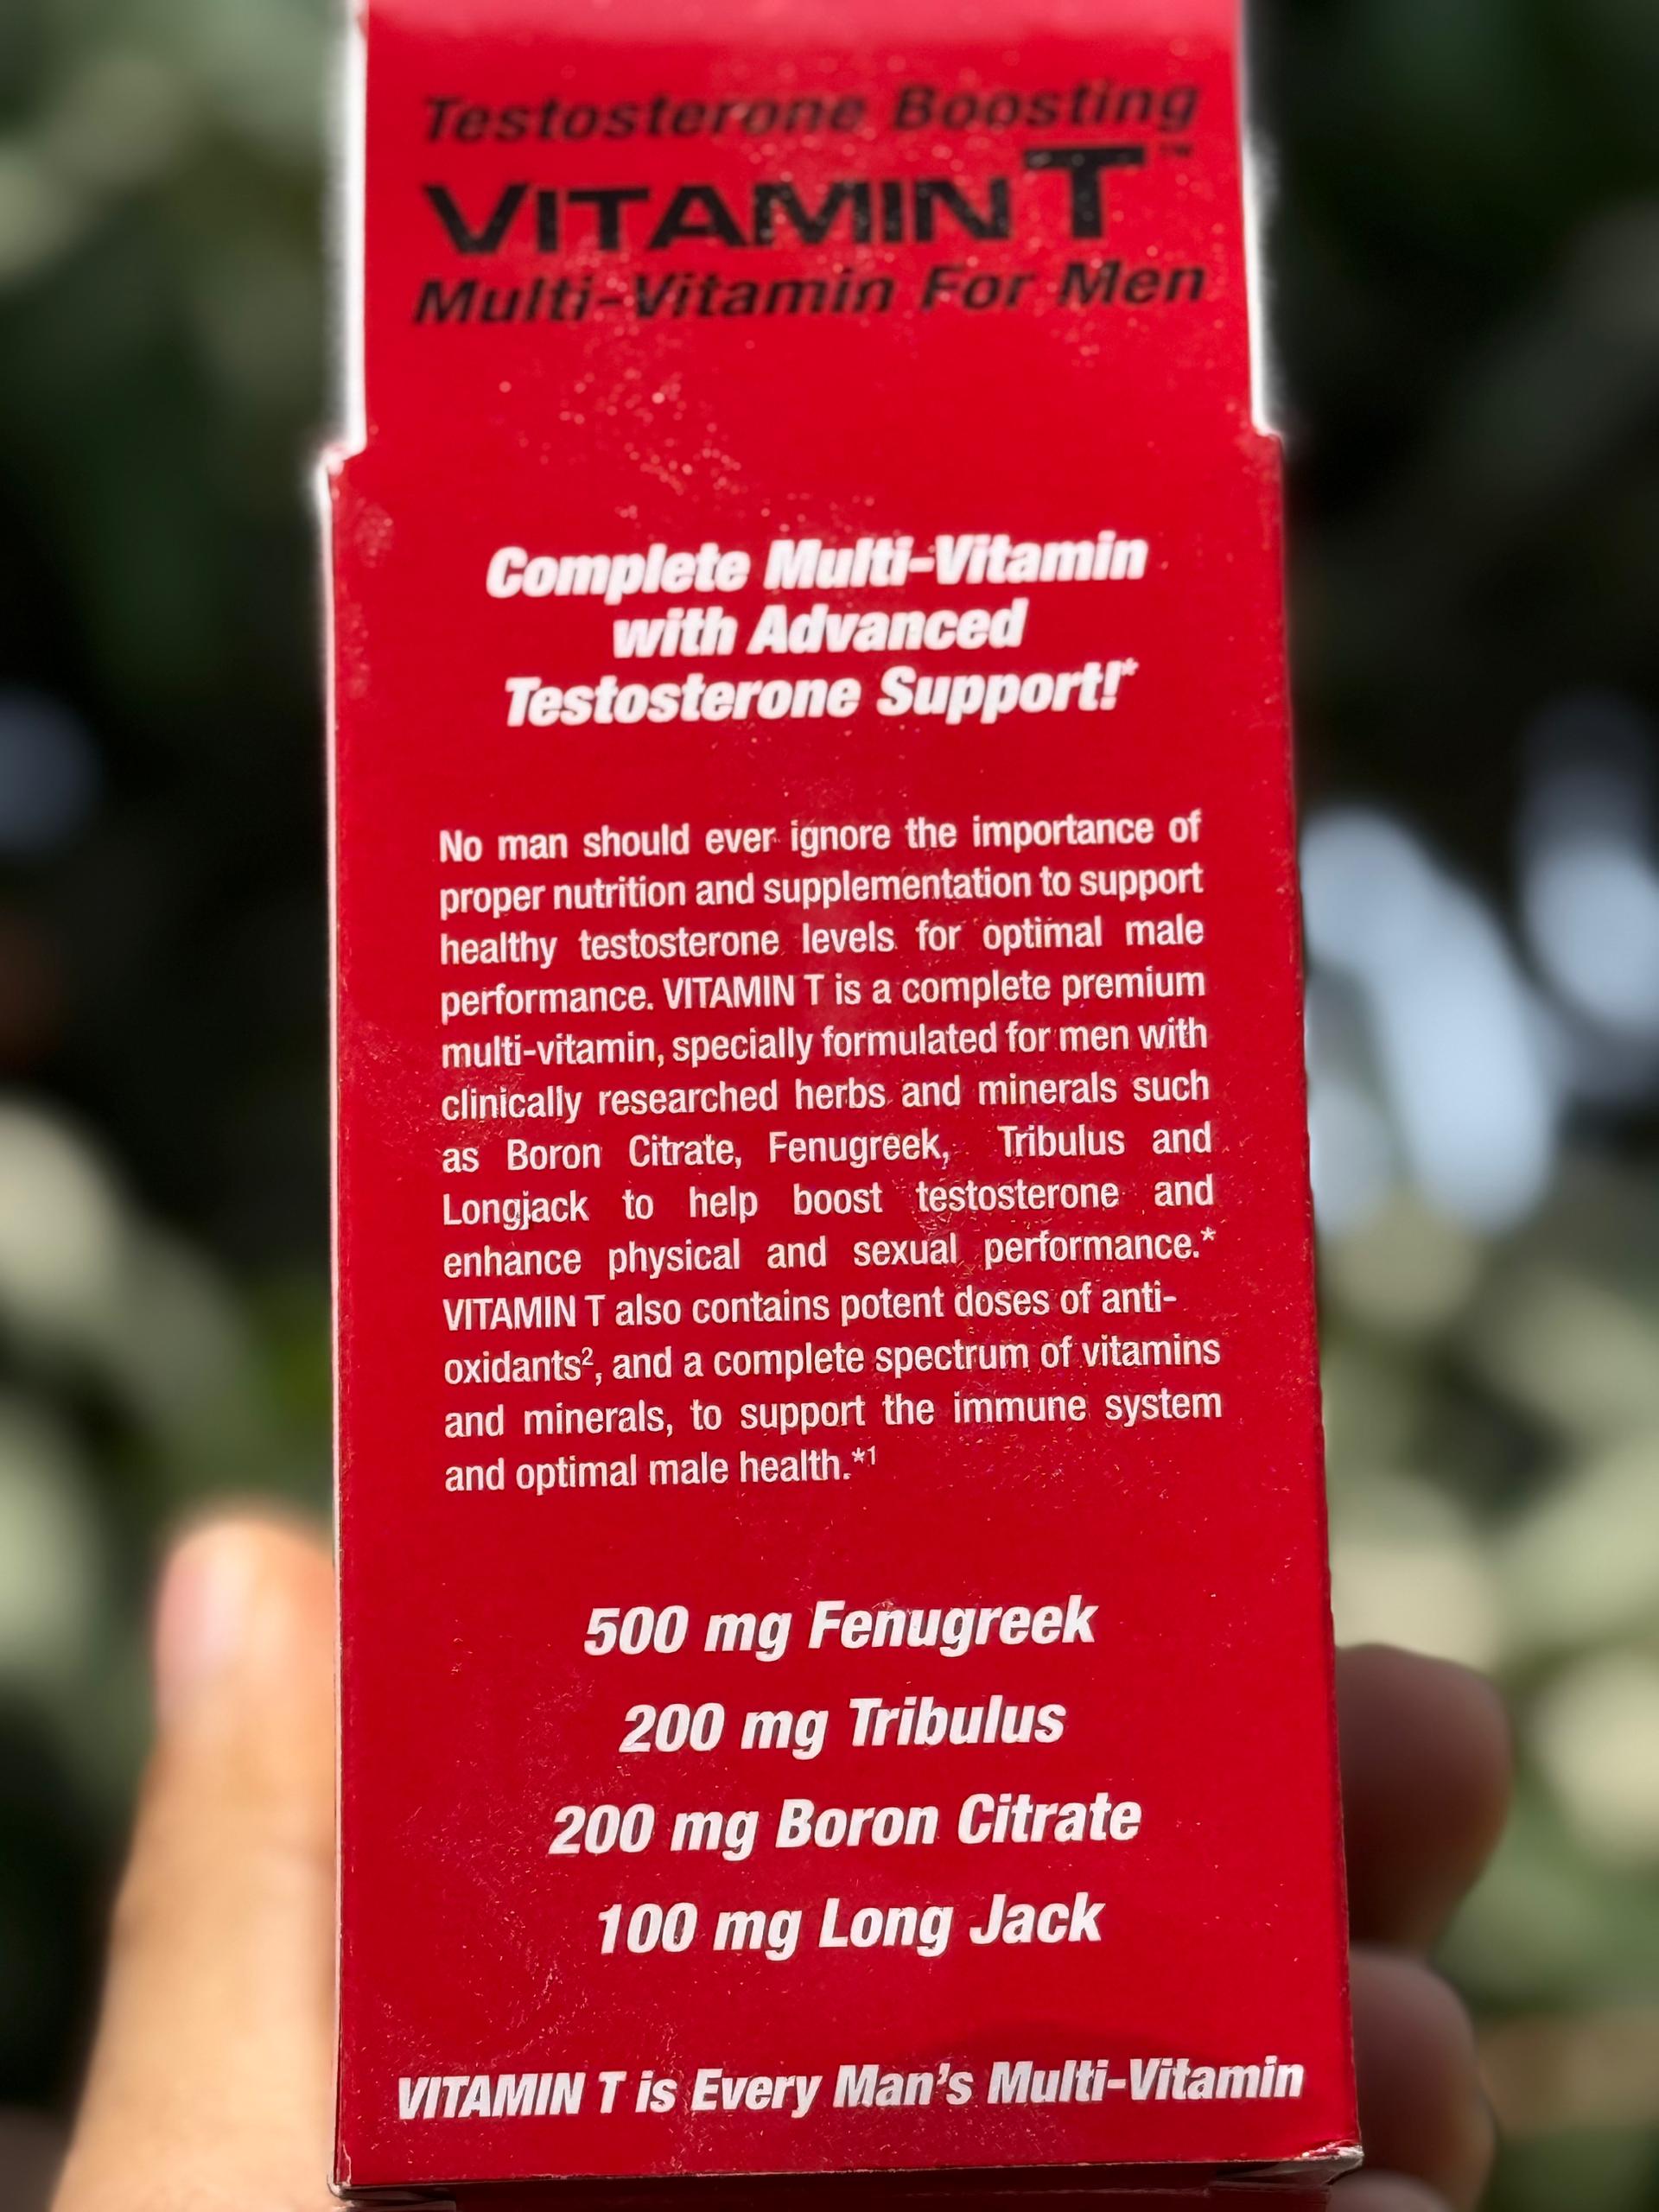 Testosterone Boosting
VITAMIN T™
Multi-Vitamin For Men
Complete Multi-Vitamin
with Advanced
Testosterone Support!*
No man should ever ignore the importance of
proper nutrition and supplementation to support
healthy testosterone levels for optimal male
performance. VITAMIN T is a complete premium
multi-vitamin, specially formulated for men with
clinically researched herbs and minerals such
as Boron Citrate, Fenugreek, Tribulus and
Longjack to help boost testosterone and
enhance physical and sexual performance.*
VITAMIN T also contains potent doses of anti-
oxidants², and a complete spectrum of vitamins
and minerals, to support the immune system
and optimal male health.*¹
500 mg Fenugreek
200 mg Tribulus
200 mg Boron Citrate
100 mg Long Jack
VITAMIN T is Every Man's Multi-Vitamin